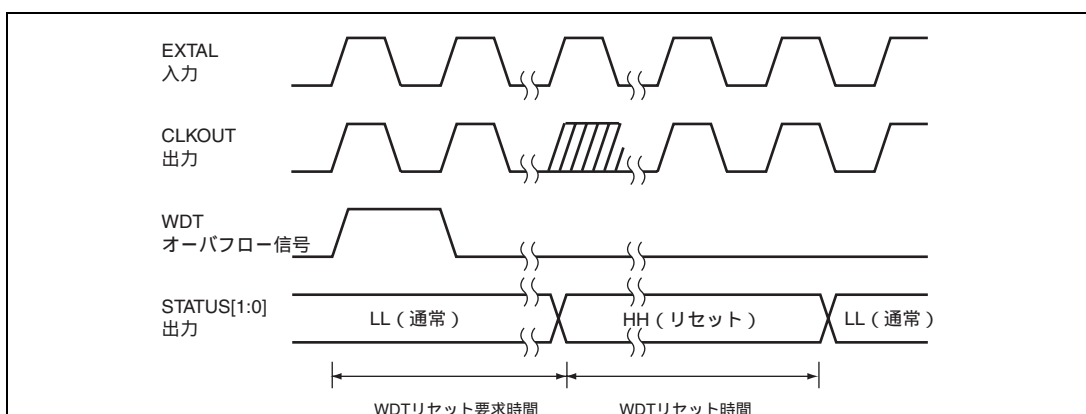 EXTAL
入力
CLKOUT
出力
WDT
オーバフロー信号
STATUS[1:0]
出力
LL（通常）
HH（リセット）
LL（通常）
WDTリセット要求時間
WDTリセット時間